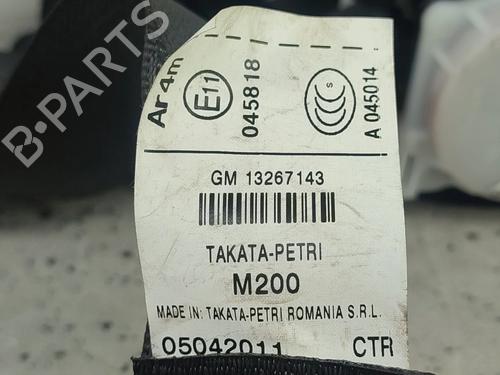 Ar4m
E11
045818
S
A 045014
GM 13267143
TAKATA-PETRI
M200
MADE IN: TAKATA-PETRI ROMANIA S.R.L.
05042011 CTR
B-PARTS